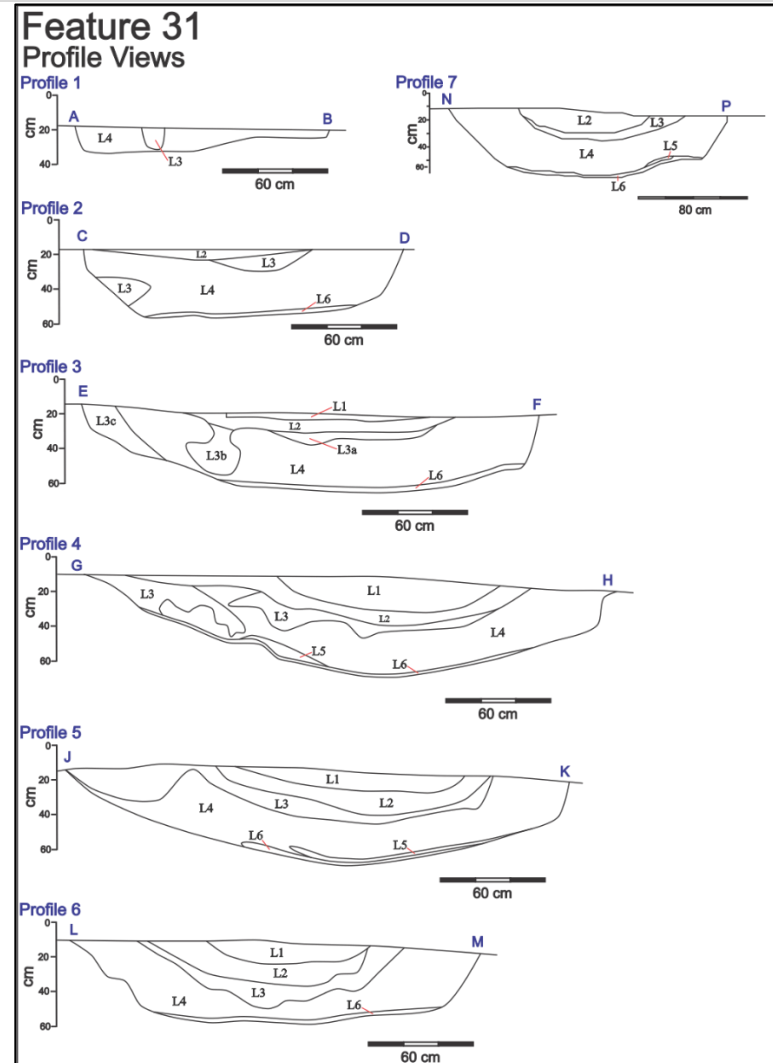 Feature 31
Profile Views
Profile 1
0
20
40
cm
A
B
L4
L3
60 cm
Profile 7
0
20
40
60
cm
N
P
L2
L3
L4
L5
L6
80 cm
Profile 2
0
20
40
60
cm
C
D
L2
L3
L3
L4
L6
60 cm
Profile 3
0
20
40
60
cm
E
F
L1
L2
L3c
L3b
L3a
L4
L6
60 cm
Profile 4
0
20
40
60
cm
G
H
L1
L3
L2
L3
L4
L5
L6
60 cm
Profile 5
0
20
40
60
cm
J
K
L1
L4
L3
L2
L6
L5
60 cm
Profile 6
0
20
40
60
cm
L
M
L1
L2
L3
L4
L6
60 cm